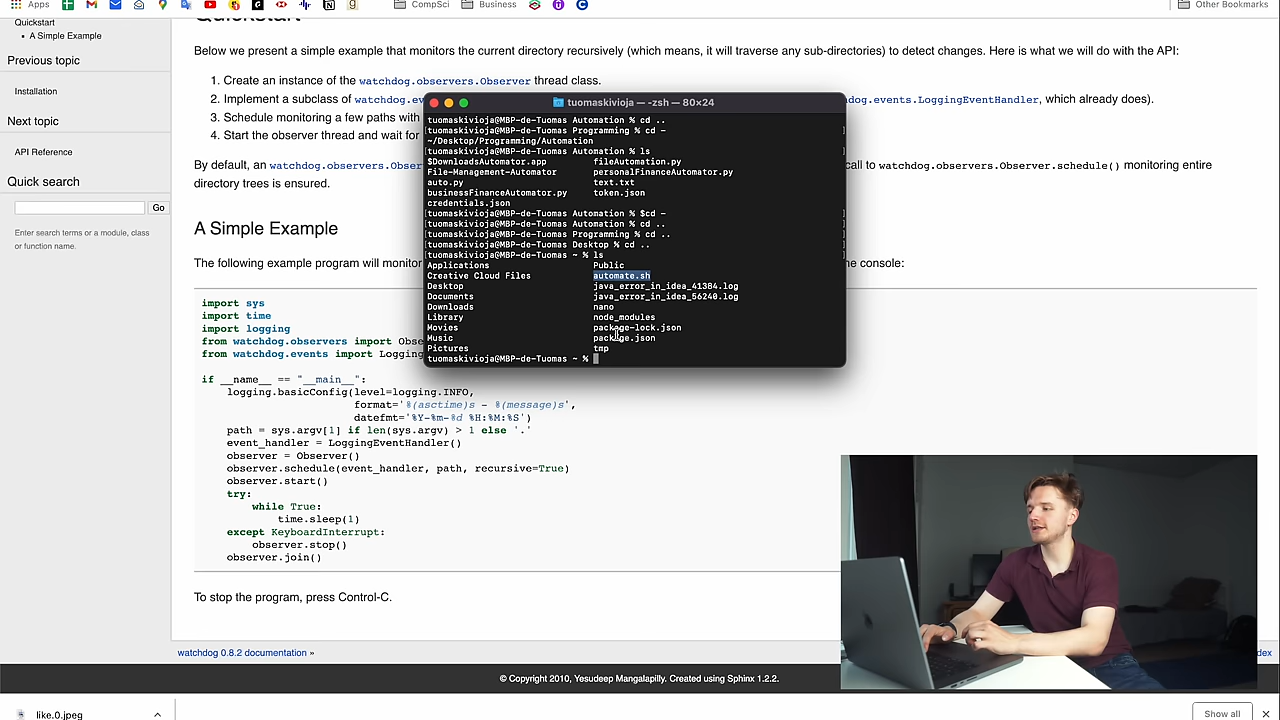 Apps
CompSci
Business
Other Bookmarks
Quickstart
A Simple Example
Previous topic
Installation
Next topic
API Reference
Quick search
Go
Enter search terms or a module, class
or function name.
Quickstart
Below we present a simple example that monitors the current directory recursively (which means, it will traverse any sub-directories) to detect changes. Here is what we will do with the API:
1. Create an instance of the watchdog.observers.Observer thread class.
2. Implement a subclass of watchdog.ev dog.events.LoggingEventHandler, which already does).
3. Schedule monitoring a few paths with
4. Start the observer thread and wait for
By default, an watchdog.observers.Obser call to watchdog.observers.Observer.schedule() monitoring entire
directory trees is ensured.
A Simple Example
The following example program will monitor e console:
import sys
import time
import logging
from watchdog.observers import Obse
from watchdog.events import Logging
if __name__ == "__main__":
logging.basicConfig(level=logging.INFO,
format='%(asctime)s - %(message)s',
datefmt='%Y-%m-%d %H:%M:%S')
path = sys.argv[1] if len(sys.argv) > 1 else '.'
event_handler = LoggingEventHandler()
observer = Observer()
observer.schedule(event_handler, path, recursive=True)
observer.start()
try:
while True:
time.sleep(1)
except KeyboardInterrupt:
observer.stop()
observer.join()
To stop the program, press Control-C.
tuomaskivioja — -zsh — 80×24
tuomaskivioja@MBP-de-Tuomas Automation % cd ..
[tuomaskivioja@MBP-de-Tuomas Programming % cd - ]
~/Desktop/Programming/Automation
[tuomaskivioja@MBP-de-Tuomas Automation % ls ]
$DownloadsAutomator.app fileAutomation.py
File-Management-Automator personalFinanceAutomator.py
auto.py text.txt
businessFinanceAutomator.py token.json
credentials.json
[tuomaskivioja@MBP-de-Tuomas Automation % $cd - ]
[tuomaskivioja@MBP-de-Tuomas Automation % cd .. ]
[tuomaskivioja@MBP-de-Tuomas Programming % cd .. ]
[tuomaskivioja@MBP-de-Tuomas Desktop % cd .. ]
[tuomaskivioja@MBP-de-Tuomas ~ % ls ]
Applications Public
Creative Cloud Files automate.sh
Desktop java_error_in_idea_41384.log
Documents java_error_in_idea_56240.log
Downloads nano
Library node_modules
Movies package-lock.json
Music package.json
Pictures tmp
tuomaskivioja@MBP-de-Tuomas ~ %
watchdog 0.8.2 documentation »
dex
© Copyright 2010, Yesudeep Mangalapilly. Created using Sphinx 1.2.2.
like.0.jpeg
Show all